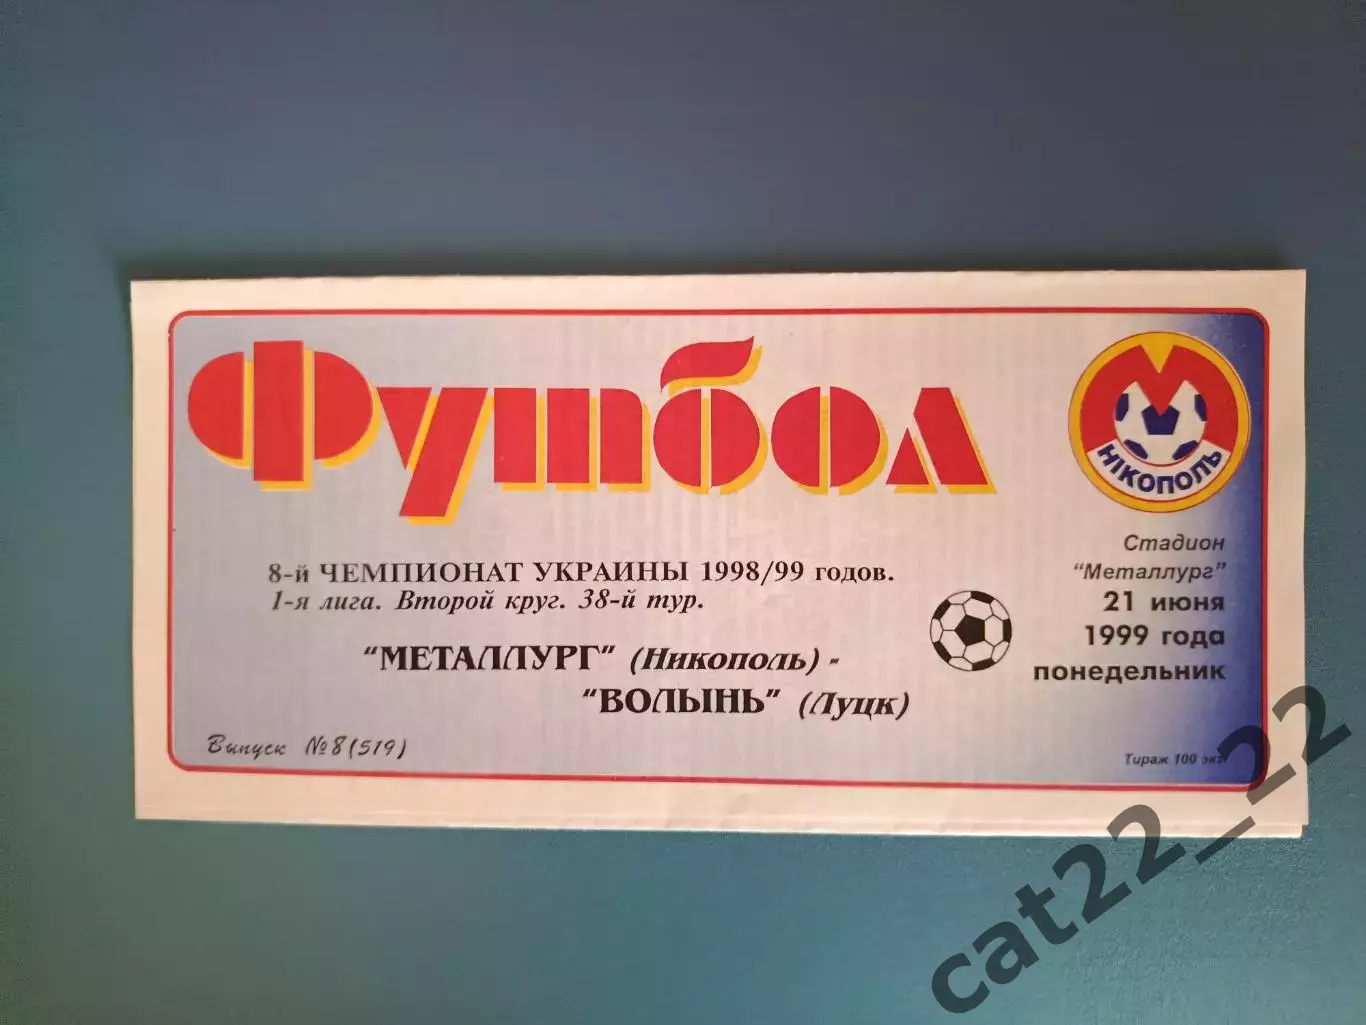 Футбол
НІКОПОЛЬ
8-й ЧЕМПИОНАТ УКРАИНЫ 1998/99 годов.
1-я лига. Второй круг. 38-й тур.
"МЕТАЛЛУРГ" (Никополь) -
"ВОЛЫНЬ" (Луцк)
Стадион
"Металлург"
21 июня
1999 года
понедельник
Выпуск №8(519)
Тираж 100 экз
cat22_22